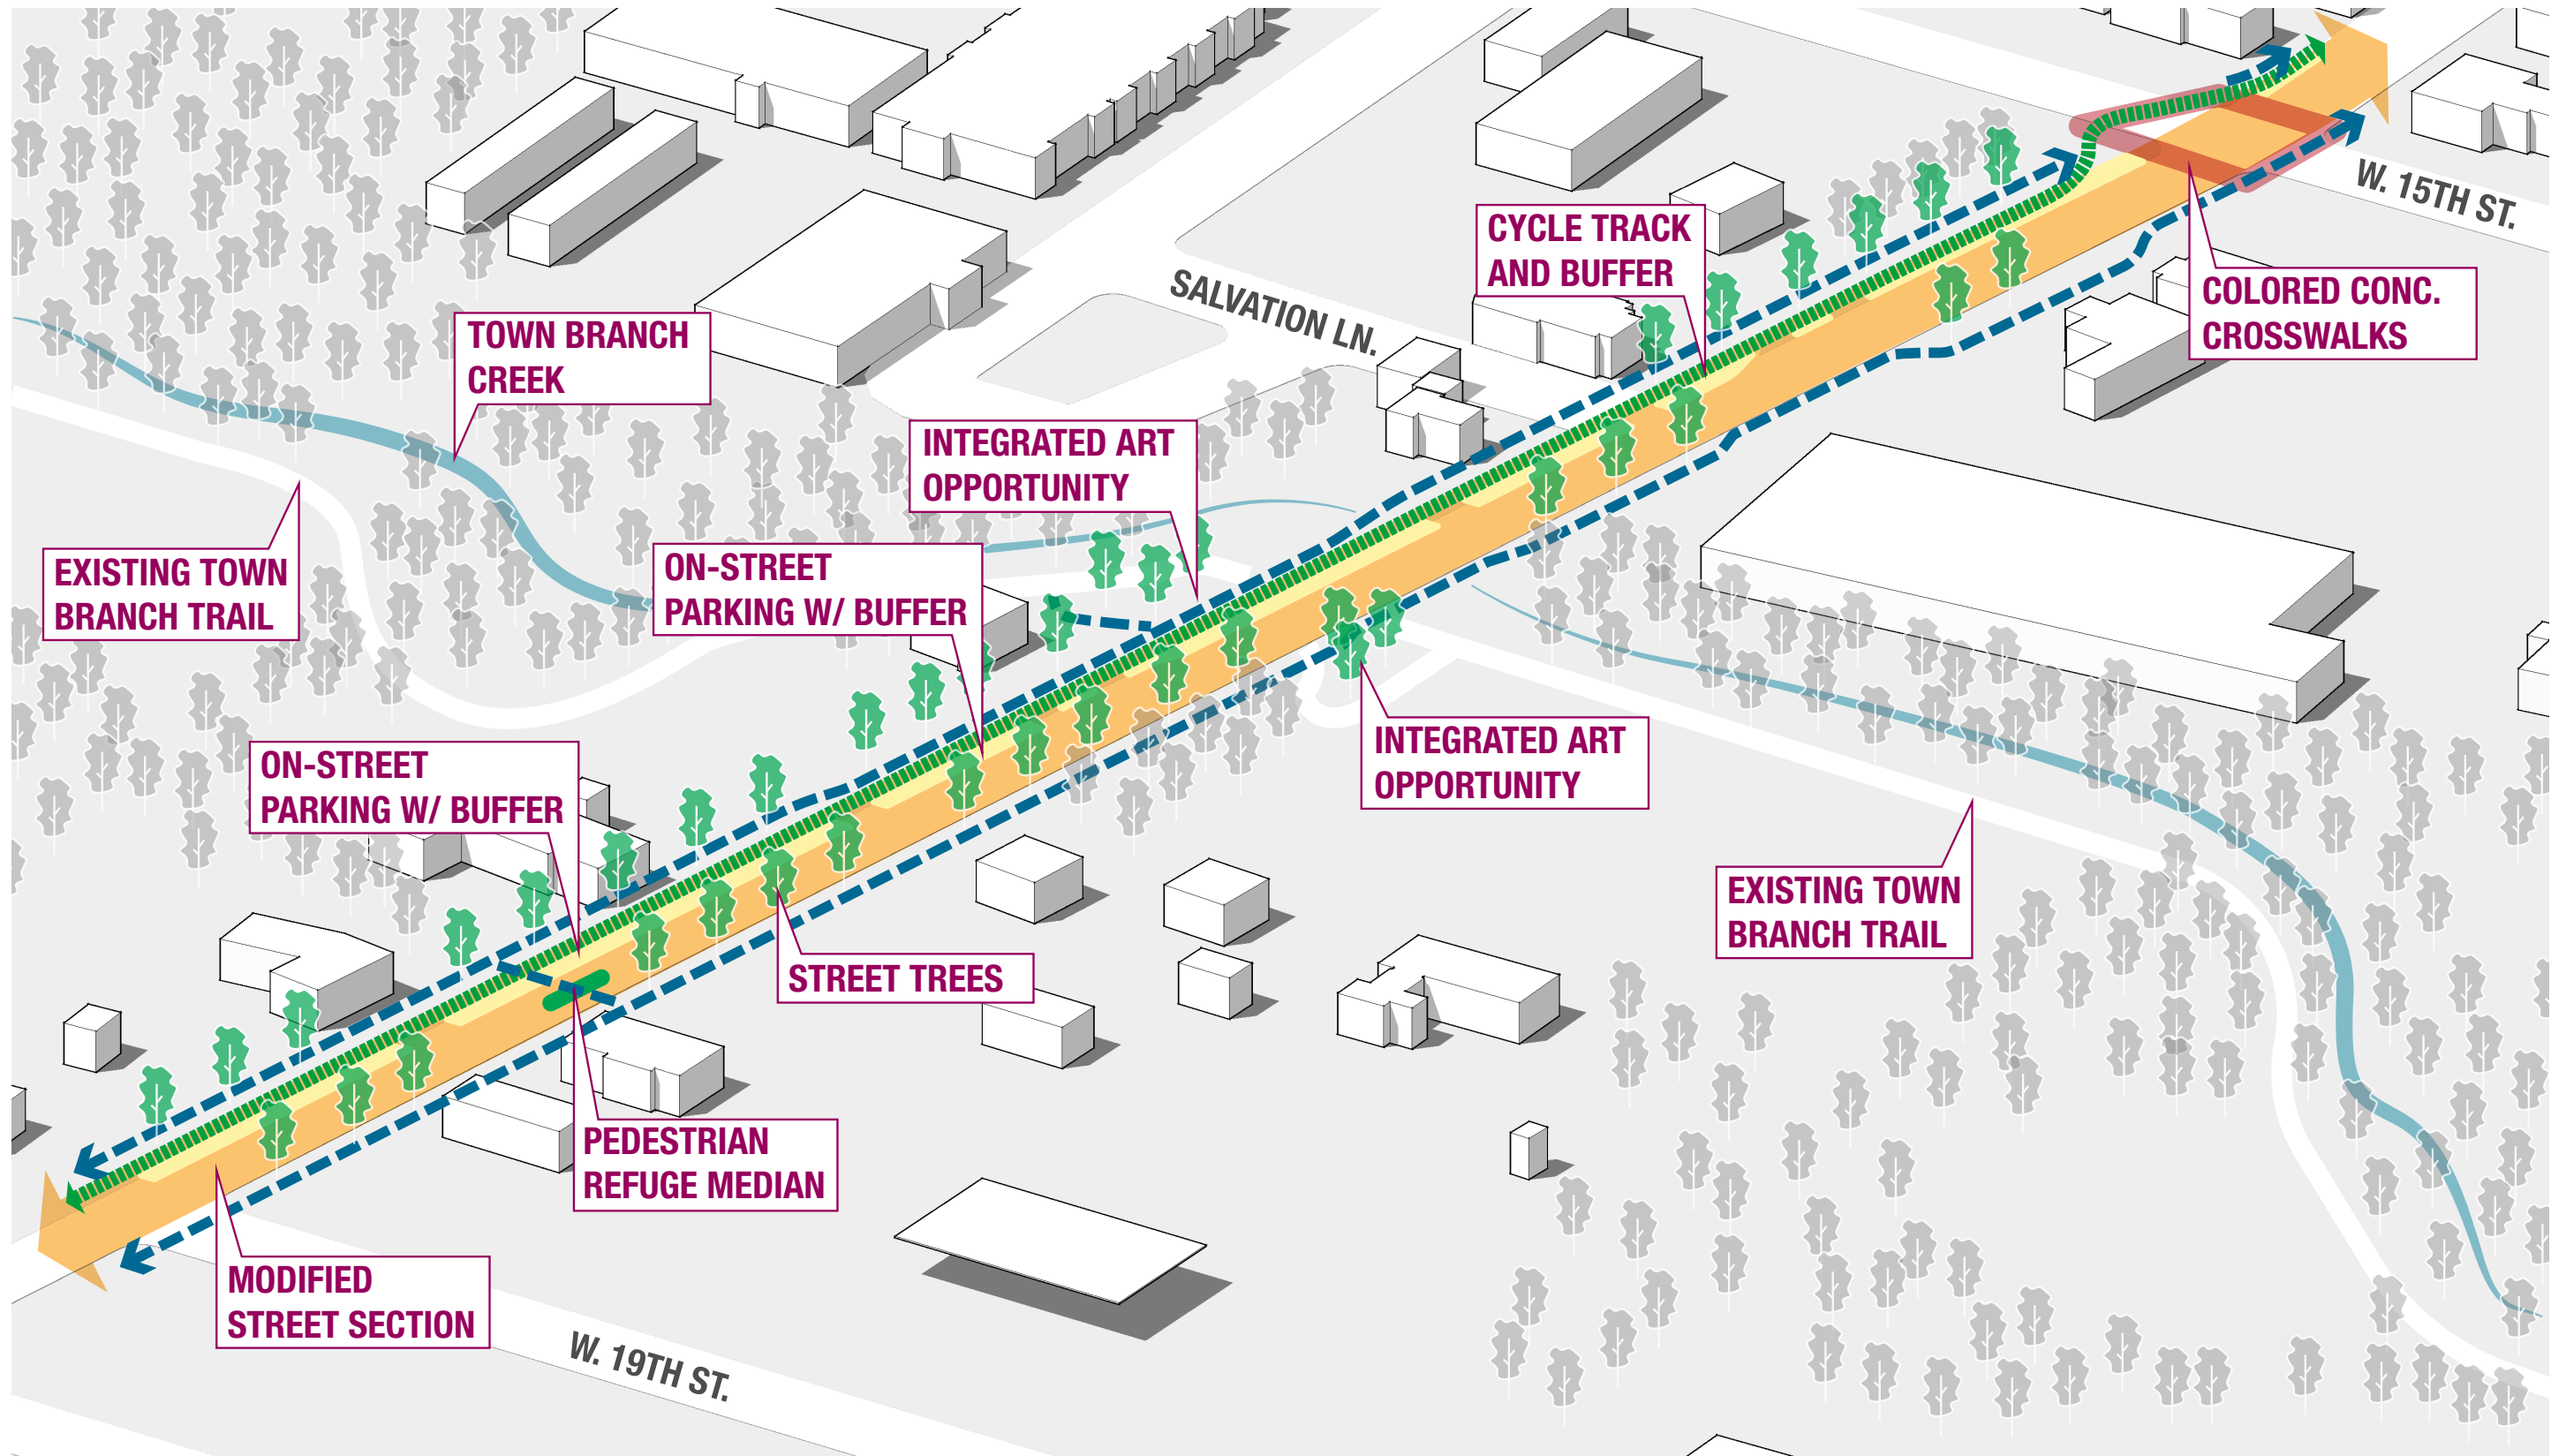 W. 15TH ST.
CYCLE TRACK
AND BUFFER
SALVATION LN.
COLORED CONC.
CROSSWALKS
TOWN BRANCH
CREEK
INTEGRATED ART
OPPORTUNITY
EXISTING TOWN
BRANCH TRAIL
ON-STREET
PARKING W/ BUFFER
INTEGRATED ART
OPPORTUNITY
ON-STREET
PARKING W/ BUFFER
EXISTING TOWN
BRANCH TRAIL
STREET TREES
PEDESTRIAN
REFUGE MEDIAN
MODIFIED
STREET SECTION
W. 19TH ST.